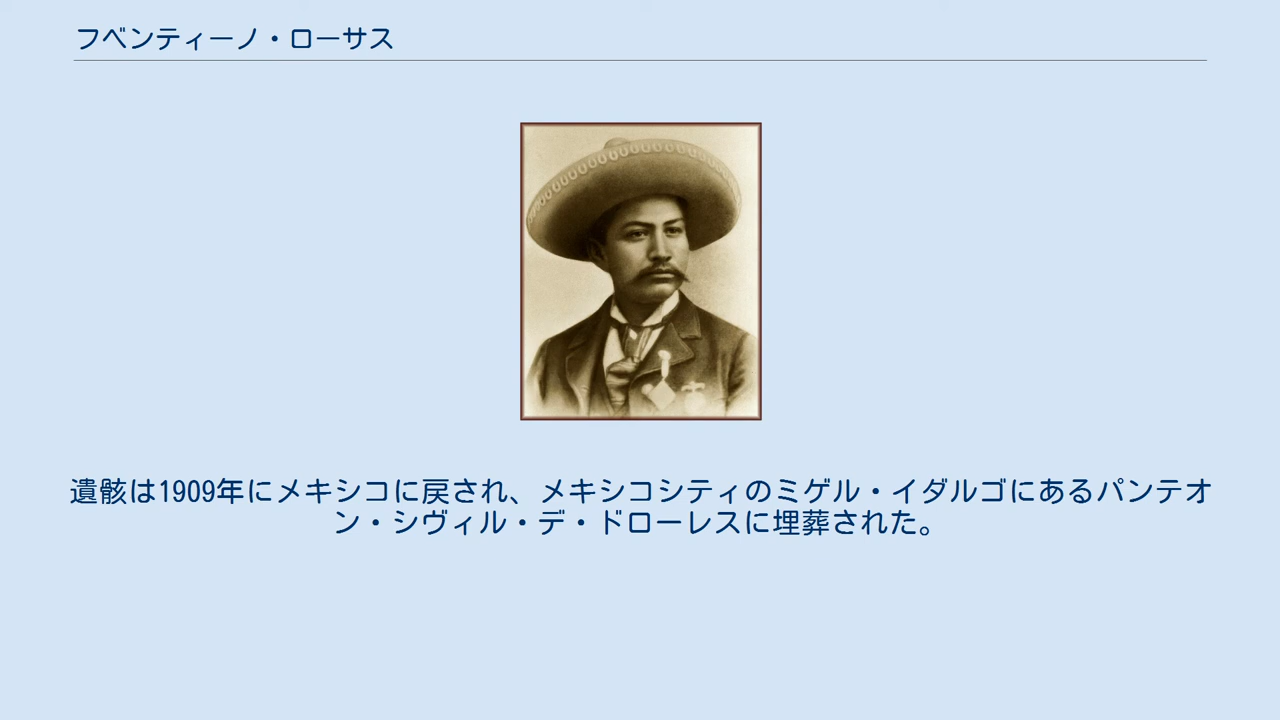 フベンティーノ・ローサス
遺骸は1909年にメキシコに戻され、メキシコシティのミゲル・イダルゴにあるパンテオ
ン・シヴィル・デ・ドローレスに埋葬された。